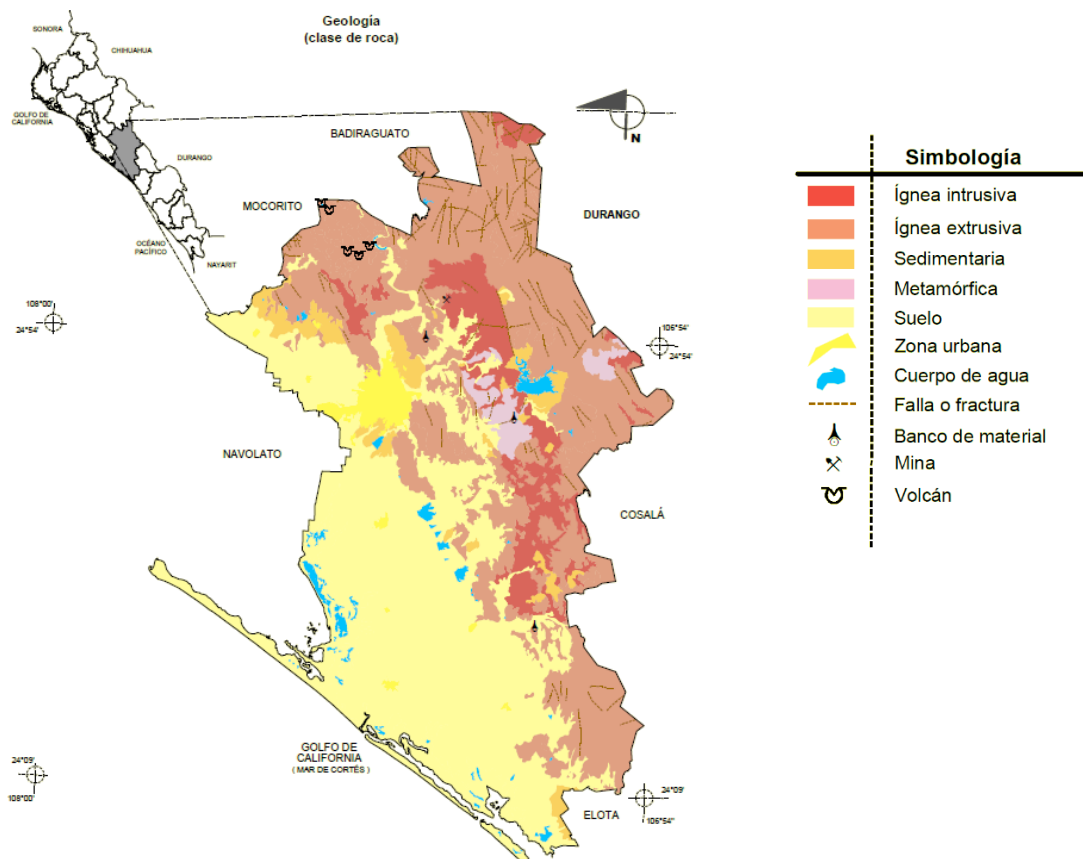 Geología
(clase de roca)
SONORA
CHIHUAHUA
GOLFO DE
CALIFORNIA
DURANGO
OCÉANO
PACÍFICO
NAYARIT
BADIRAGUATO
N
MOCORITO
DURANGO
108°00'
24°54'
106°54'
24°54'
NAVOLATO
COSALÁ
GOLFO DE
CALIFORNIA
( MAR DE CORTÉS )
24°09'
108°00'
24°09'
106°54'
ELOTA
Simbología
Ígnea intrusiva
Ígnea extrusiva
Sedimentaria
Metamórfica
Suelo
Zona urbana
Cuerpo de agua
Falla o fractura
Banco de material
Mina
Volcán